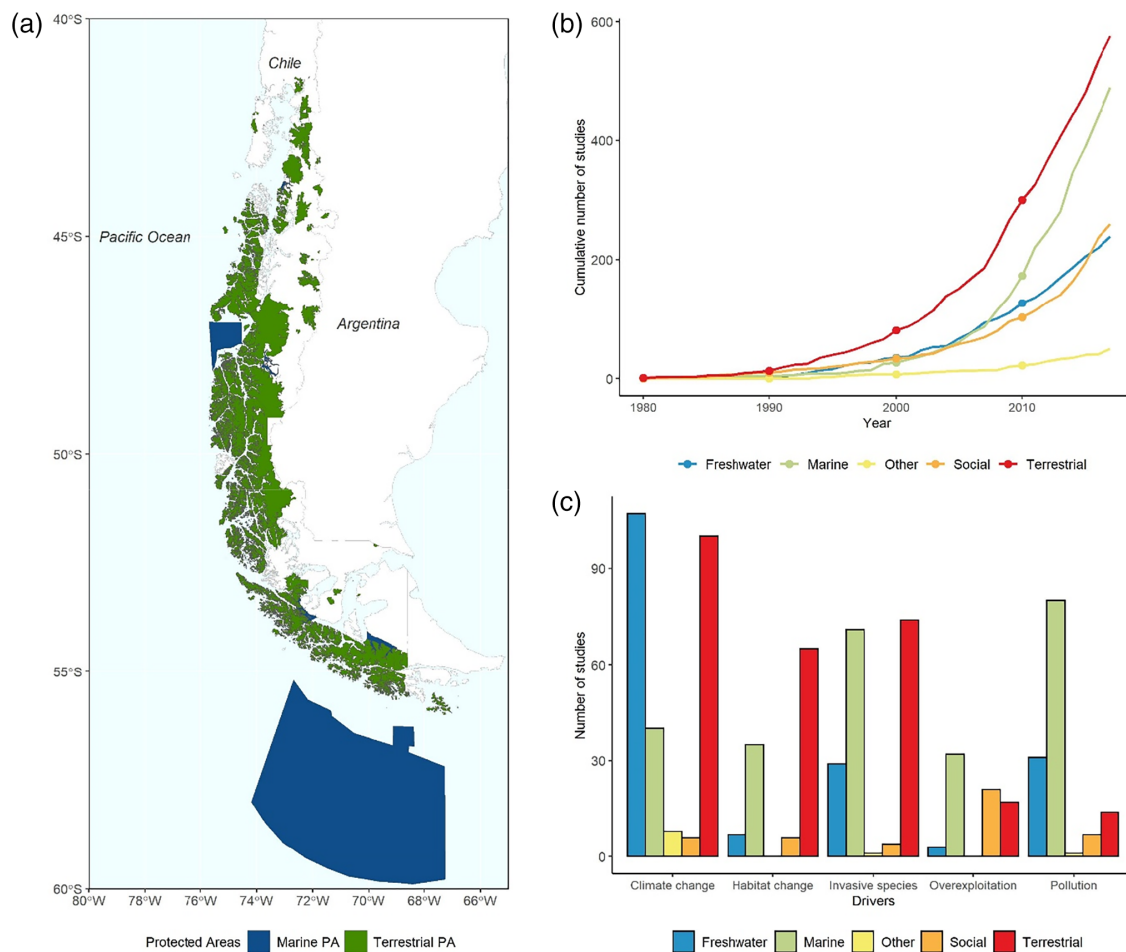 (a)
40°S
45°S
50°S
55°S
60°S
Chile
Pacific Ocean
Argentina
80°W 78°W 76°W 74°W 72°W 70°W 68°W 66°W
Protected Areas Marine PA Terrestrial PA
(b)
Cumulative number of studies
600
400
200
0
1980 1990 2000 2010
Year
Freshwater Marine Other Social Terrestrial
(c)
Number of studies
90
60
30
0
Climate change Habitat change Invasive species Overexploitation Pollution
Drivers
Freshwater Marine Other Social Terrestrial